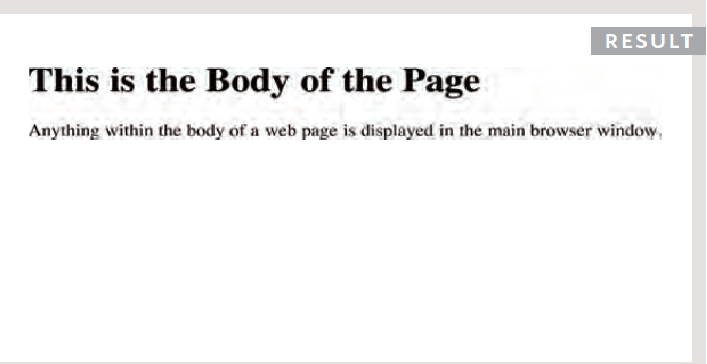 RESULT
This is the Body of the Page
Anything within the body of a web page is displayed in the main browser window.